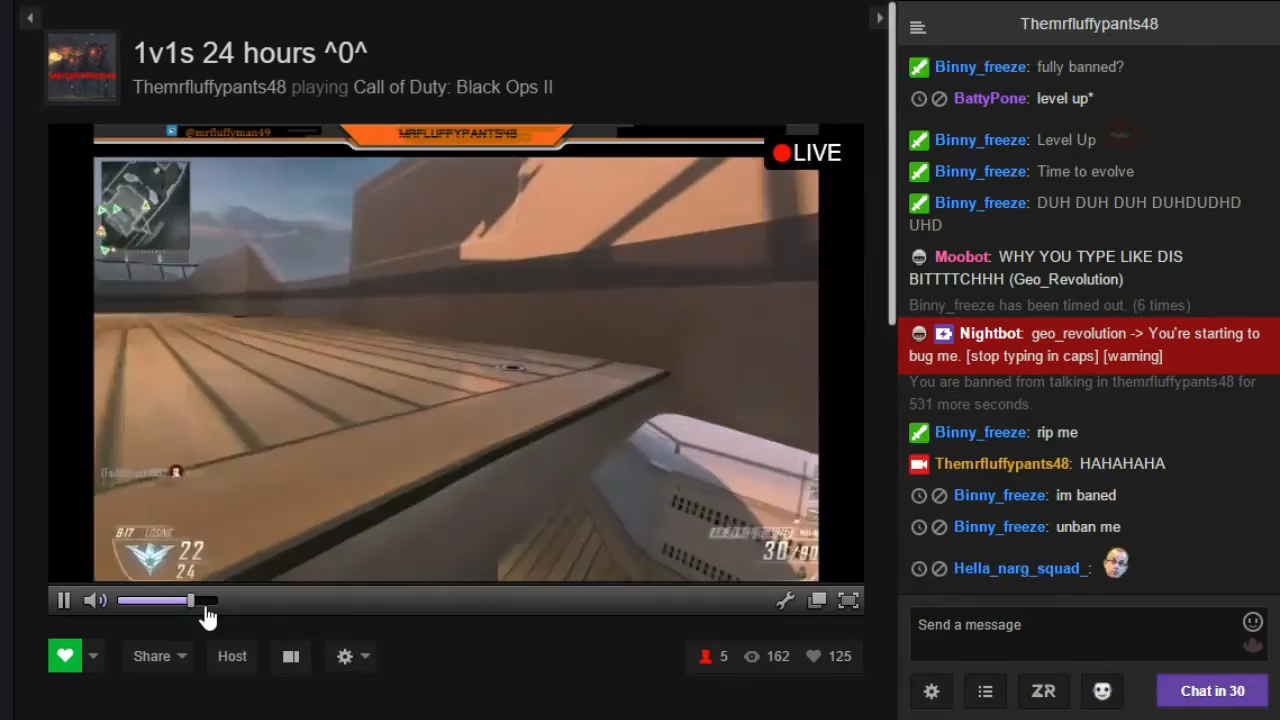 1v1s 24 hours ^0^
Themrfluffypants48 playing Call of Duty: Black Ops II
@mrfluffyman49
MRFLUFFYPANTS48
LIVE
8:17 LOSING
22
24
30/90
Share
Host
5
162
125
Themrfluffypants48
Binny_freeze: fully banned?
BattyPone: level up*
Binny_freeze: Level Up
Binny_freeze: Time to evolve
Binny_freeze: DUH DUH DUH DUHDUDHD
UHD
Moobot: WHY YOU TYPE LIKE DIS
BITTTTCHHH (Geo_Revolution)
Binny_freeze has been timed out. (6 times)
Nightbot: geo_revolution -> You're starting to
bug me. [stop typing in caps] [warning]
You are banned from talking in themrfluffypants48 for
531 more seconds.
Binny_freeze: rip me
Themrfluffypants48: HAHAHAHA
Binny_freeze: im baned
Binny_freeze: unban me
Hella_narg_squad_:
Send a message
ZR
Chat in 30